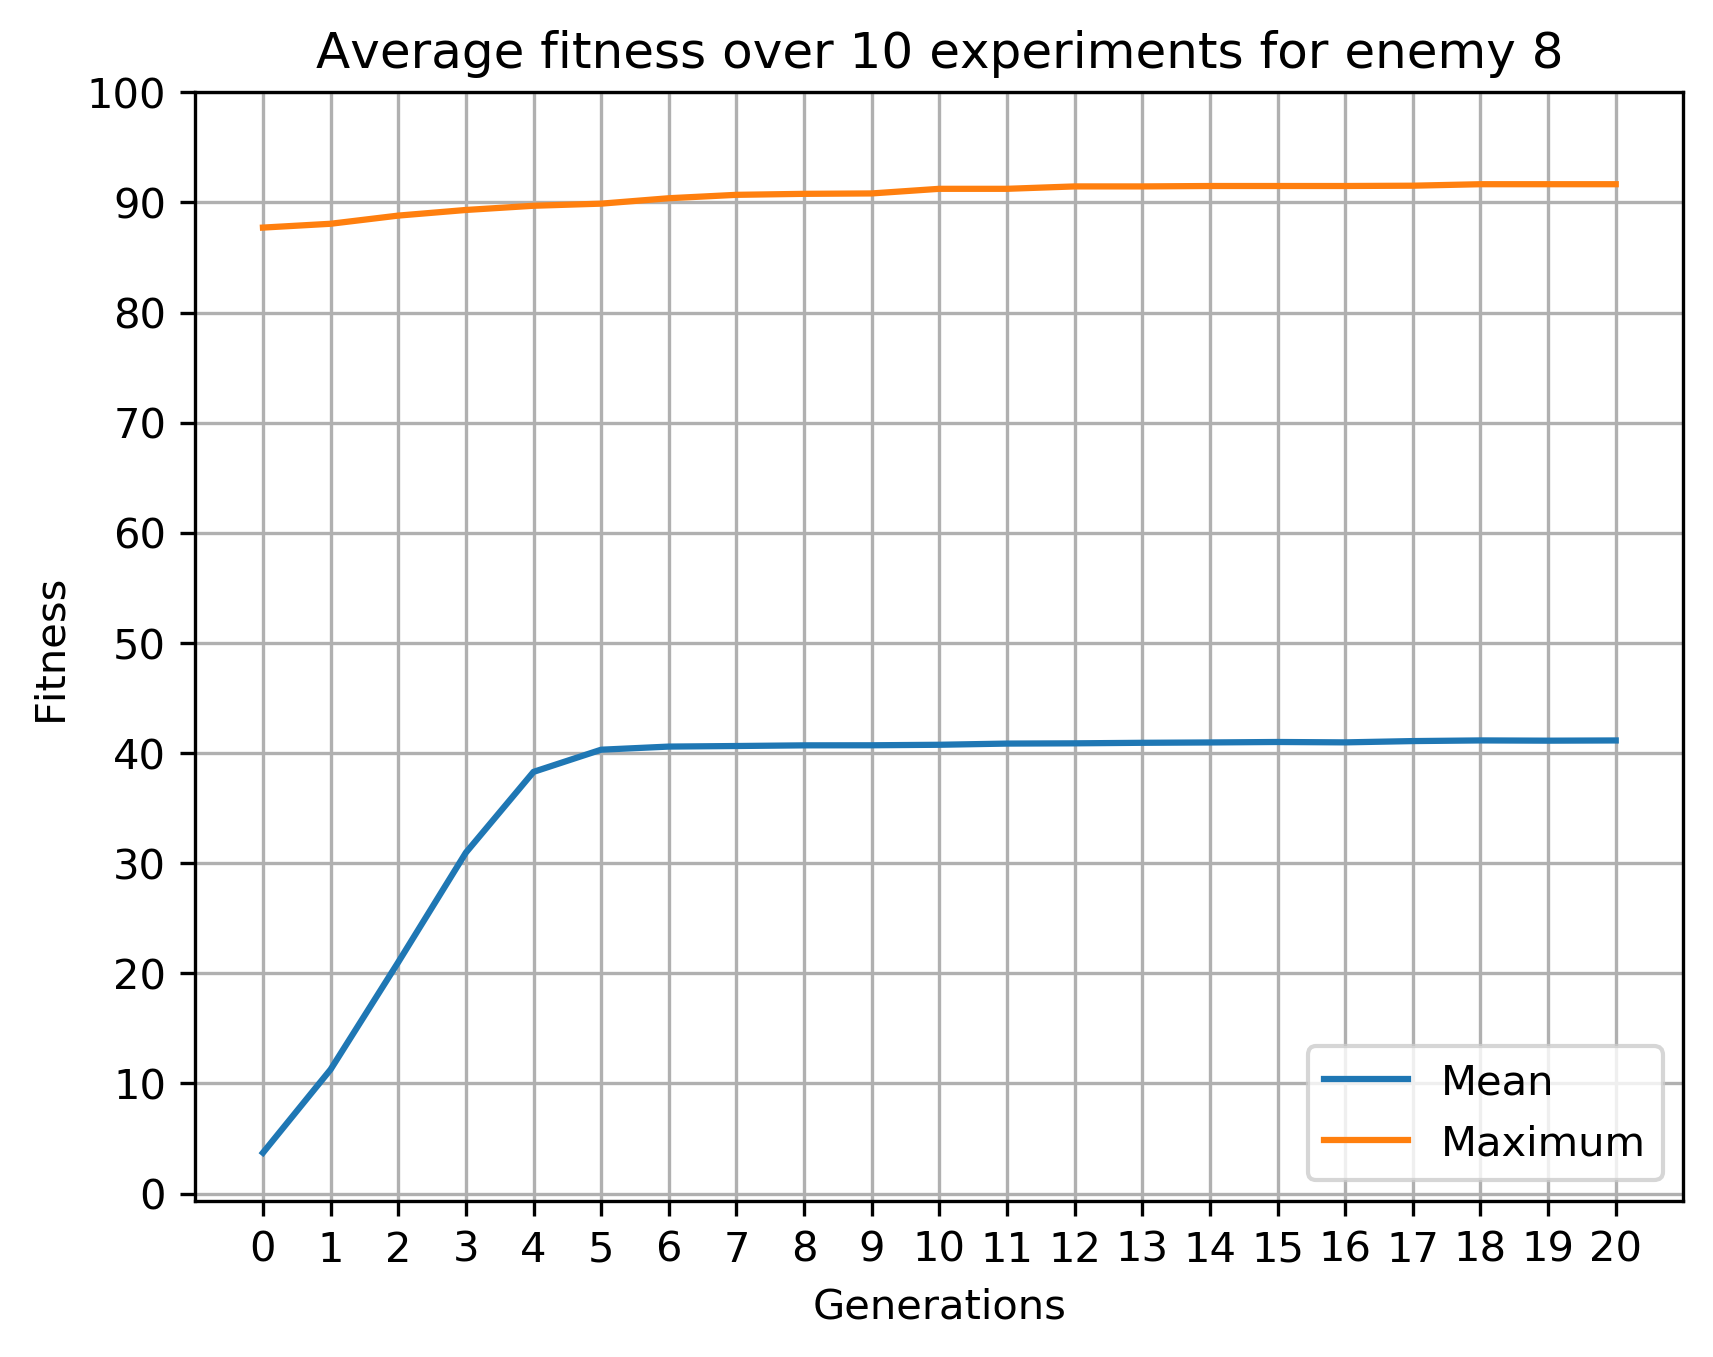 Average fitness over 10 experiments for enemy 8
100
90
80
70
60
50
40
30
20
10
0
Fitness
Mean
Maximum
0 1 2 3 4 5 6 7 8 9 10 11 12 13 14 15 16 17 18 19 20
Generations